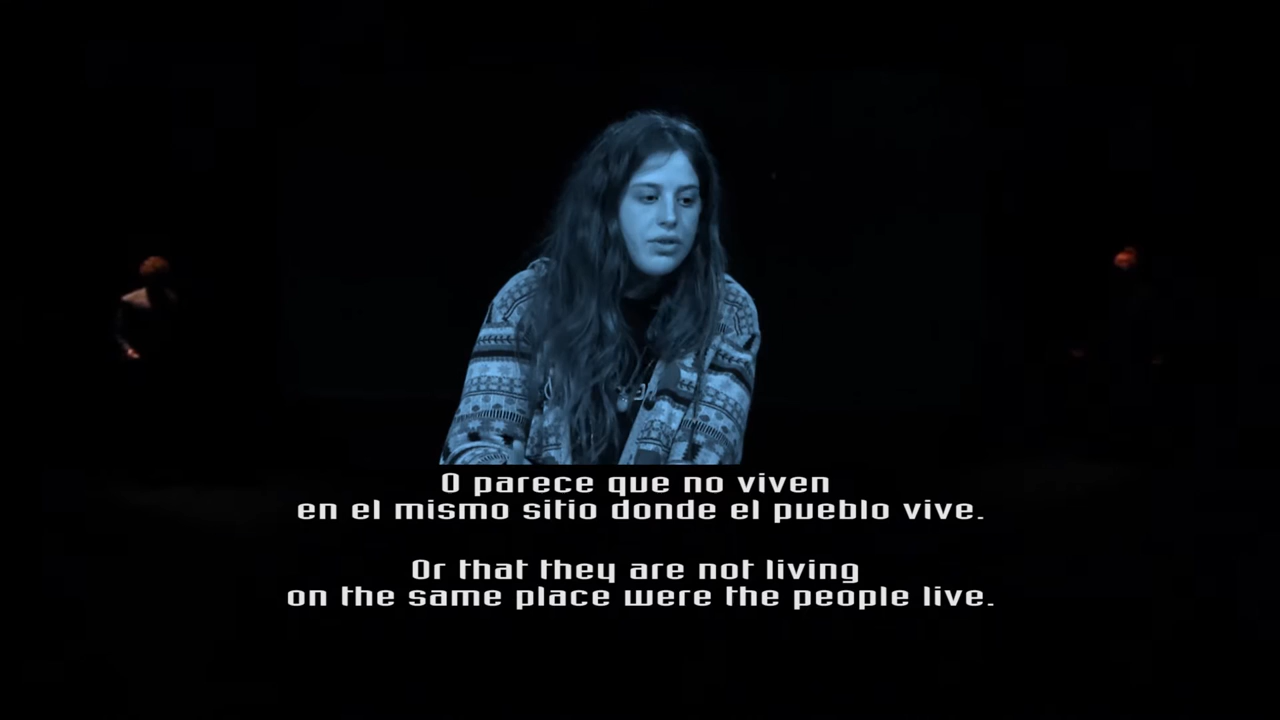 O parece que no viven
en el mismo sitio donde el pueblo vive.
Or that they are not living
on the same place were the people live.